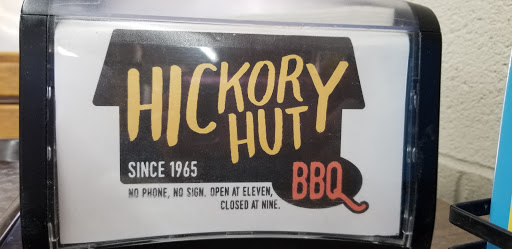 HICKORY
HUT
SINCE 1965
BBQ
NO PHONE, NO SIGN. OPEN AT ELEVEN,
CLOSED AT NINE.